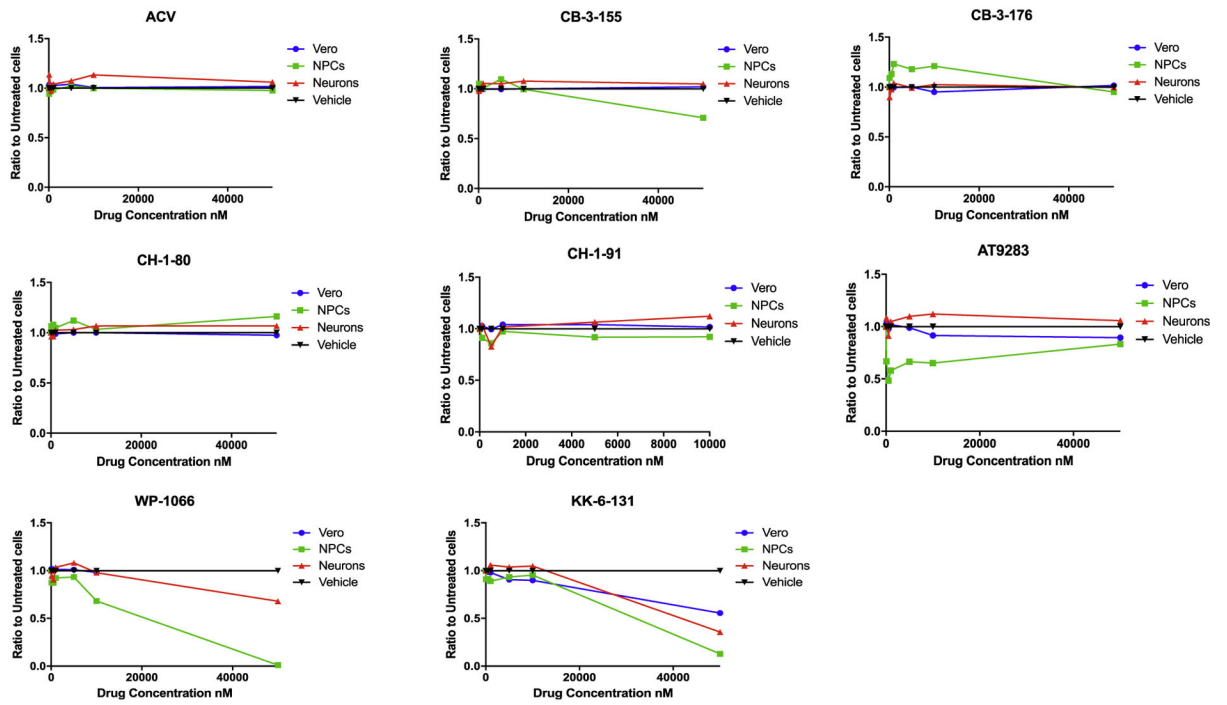 ACV
Ratio to Untreated cells
1.5
1.0
0.5
0.0
0
20000
40000
Drug Concentration nM
Vero
NPCs
Neurons
Vehicle
CB-3-155
Ratio to Untreated cells
1.5
1.0
0.5
0.0
0
20000
40000
Drug Concentration nM
Vero
NPCs
Neurons
Vehicle
CB-3-176
Ratio to Untreated cells
1.5
1.0
0.5
0.0
0
20000
40000
Drug Concentration nM
Vero
NPCs
Neurons
Vehicle
CH-1-80
Ratio to Untreated cells
1.5
1.0
0.5
0.0
0
20000
40000
Drug Concentration nM
Vero
NPCs
Neurons
Vehicle
CH-1-91
Ratio to Untreated cells
1.5
1.0
0.5
0.0
0
2000
4000
6000
8000
10000
Drug Concentration nM
Vero
NPCs
Neurons
Vehicle
AT9283
Ratio to Untreated cells
1.5
1.0
0.5
0.0
0
20000
40000
Drug Concentration nM
Vero
NPCs
Neurons
Vehicle
WP-1066
Ratio to Untreated cells
1.5
1.0
0.5
0.0
0
20000
40000
Drug Concentration nM
Vero
NPCs
Neurons
Vehicle
KK-6-131
Ratio to Untreated cells
1.5
1.0
0.5
0.0
0
20000
40000
Drug Concentration nM
Vero
NPCs
Neurons
Vehicle